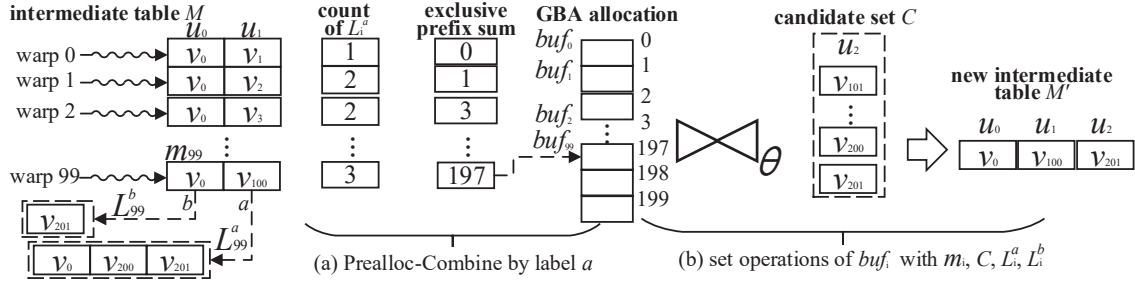 intermediate table M
u₀ u₁
warp 0 v₀ v₁
warp 1 v₀ v₂
warp 2 v₀ v₃
⋮
m₉₉
warp 99 v₀ v₁₀₀
b a
L₉₉ᵇ
v₂₀₁
L₉₉ᵃ
v₀ v₂₀₀ v₂₀₁
count
of Lᵢᵃ
1
2
2
⋮
3
exclusive
prefix sum
0
1
3
⋮
197
(a) Prealloc-Combine by label a
GBA allocation
buf₀ 0
buf₁ 1
2
buf₂ 3
⋮
buf₉₉ 197
198
199
θ
candidate set C
u₂
v₁₀₁
⋮
v₂₀₀
v₂₀₁
(b) set operations of bufᵢ with mᵢ, C, Lᵢᵃ, Lᵢᵇ
new intermediate
table M′
u₀ u₁ u₂
v₀ v₁₀₀ v₂₀₁